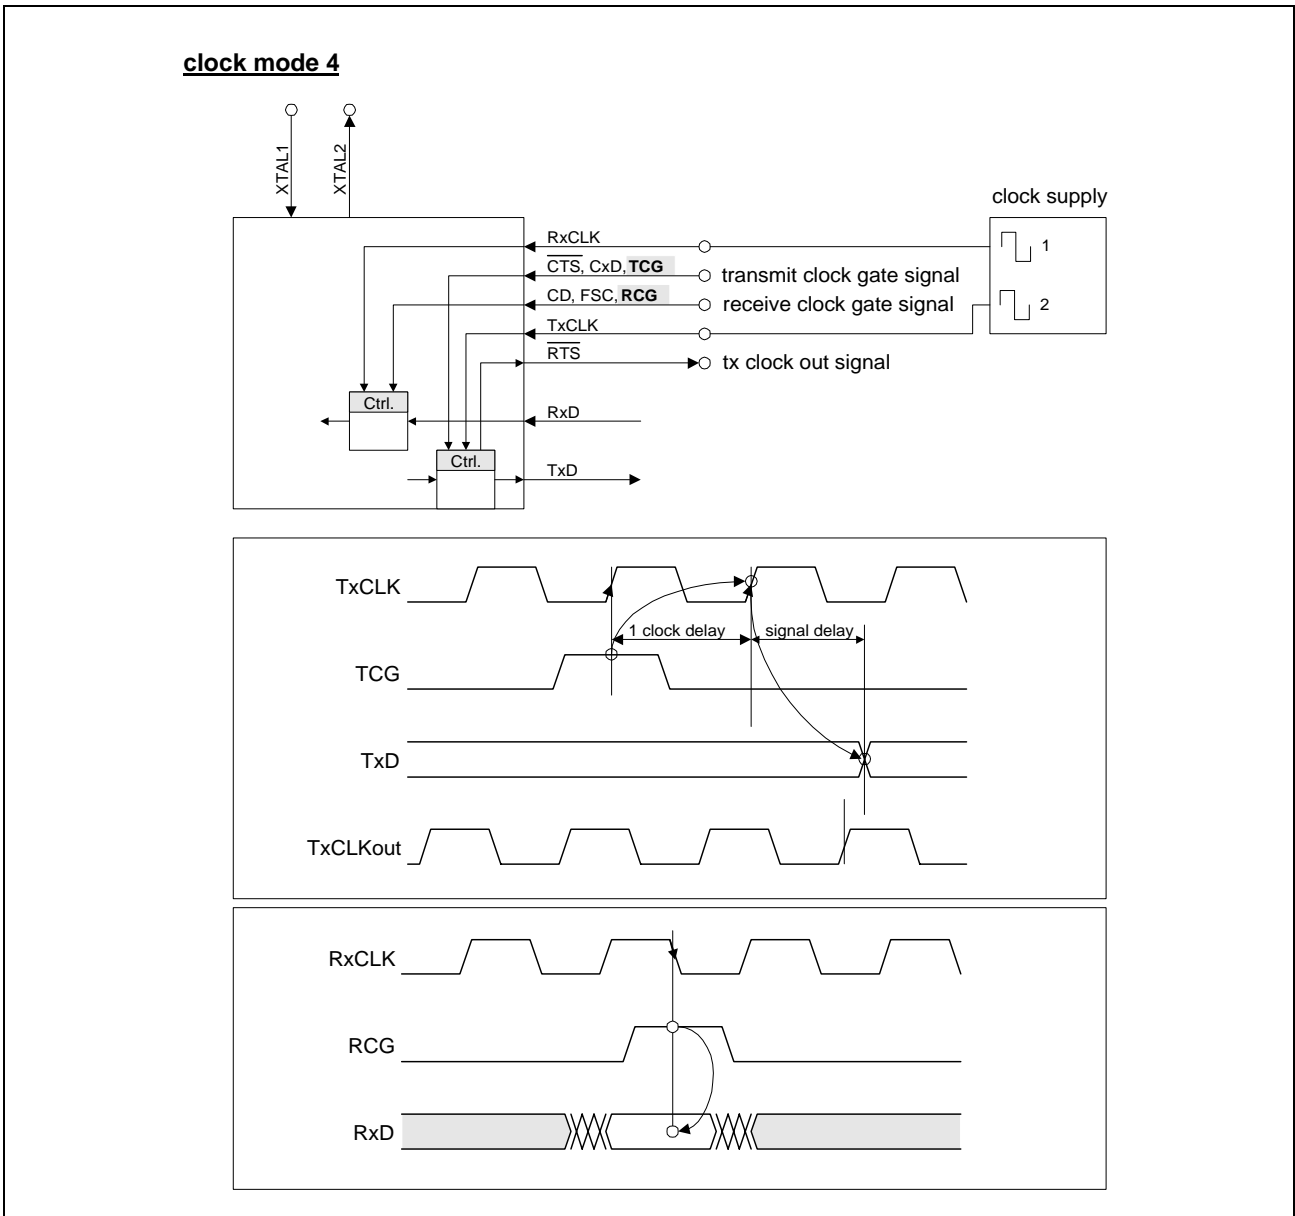 clock mode 4
XTAL1
XTAL2
clock supply
RxCLK
1
CTS, CxD, TCG
transmit clock gate signal
CD, FSC, RCG
receive clock gate signal
2
TxCLK
RTS
tx clock out signal
Ctrl.
RxD
Ctrl.
TxD
TxCLK
1 clock delay
signal delay
TCG
TxD
TxCLKout
RxCLK
RCG
RxD